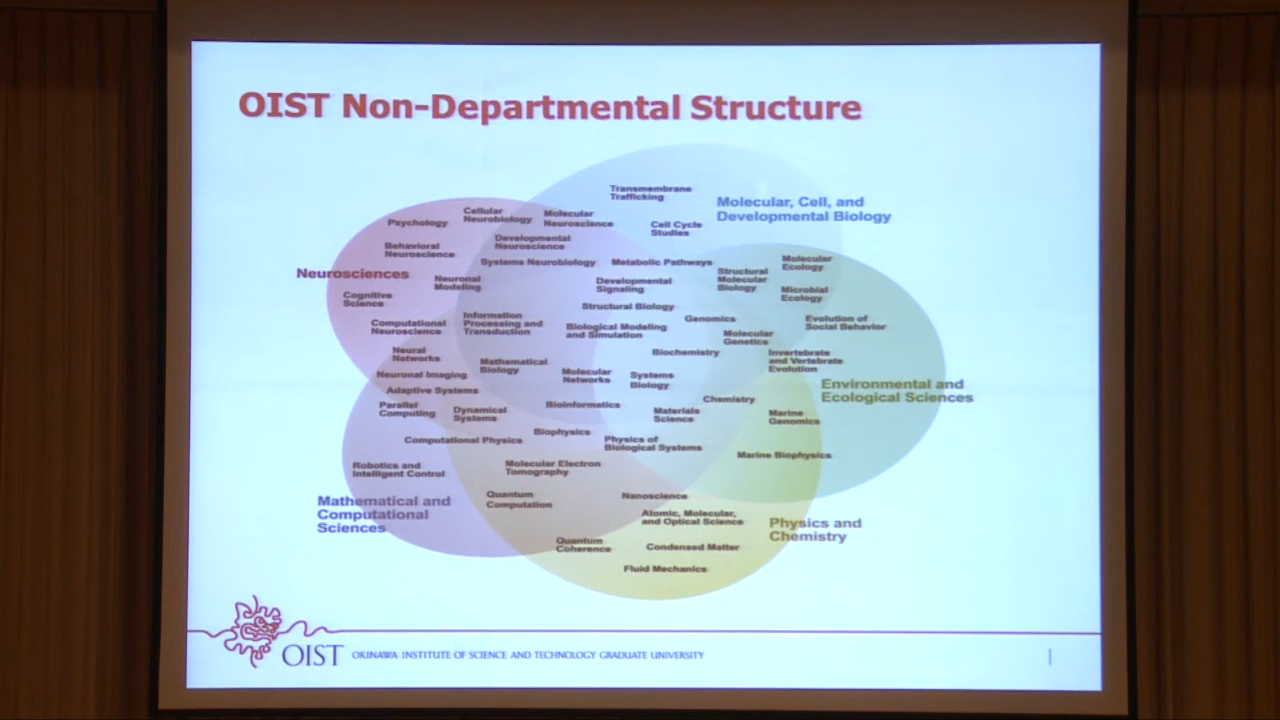 OIST Non-Departmental Structure
Transmembrane
Trafficking
Molecular, Cell, and
Developmental Biology
Psychology
Cellular
Neurobiology
Molecular
Neuroscience
Cell Cycle
Studies
Behavioral
Neuroscience
Developmental
Neuroscience
Systems Neurobiology
Metabolic Pathways
Structural
Molecular
Biology
Molecular
Ecology
Neurosciences
Neuronal
Modeling
Developmental
Signaling
Microbial
Ecology
Cognitive
Science
Structural Biology
Computational
Neuroscience
Information
Processing and
Transduction
Biological Modeling
and Simulation
Genomics
Molecular
Genetics
Evolution of
Social Behavior
Neural
Networks
Mathematical
Biology
Biochemistry
Invertebrate
and Vertebrate
Evolution
Neuronal Imaging
Molecular
Networks
Systems
Biology
Environmental and
Ecological Sciences
Adaptive Systems
Parallel
Computing
Dynamical
Systems
Bioinformatics
Materials
Science
Chemistry
Marine
Genomics
Computational Physics
Biophysics
Physics of
Biological Systems
Marine Biophysics
Robotics and
Intelligent Control
Molecular Electron
Tomography
Mathematical and
Computational
Sciences
Quantum
Computation
Nanoscience
Atomic, Molecular,
and Optical Science
Physics and
Chemistry
Quantum
Coherence
Condensed Matter
Fluid Mechanics
OIST OKINAWA INSTITUTE OF SCIENCE AND TECHNOLOGY GRADUATE UNIVERSITY